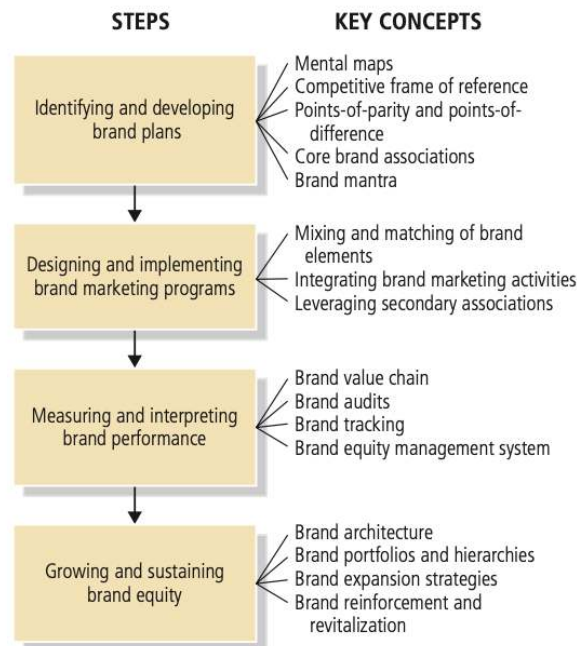 STEPS
KEY CONCEPTS
Identifying and developing
brand plans
Mental maps
Competitive frame of reference
Points-of-parity and points-of-
difference
Core brand associations
Brand mantra
Designing and implementing
brand marketing programs
Mixing and matching of brand
elements
Integrating brand marketing activities
Leveraging secondary associations
Measuring and interpreting
brand performance
Brand value chain
Brand audits
Brand tracking
Brand equity management system
Growing and sustaining
brand equity
Brand architecture
Brand portfolios and hierarchies
Brand expansion strategies
Brand reinforcement and
revitalization